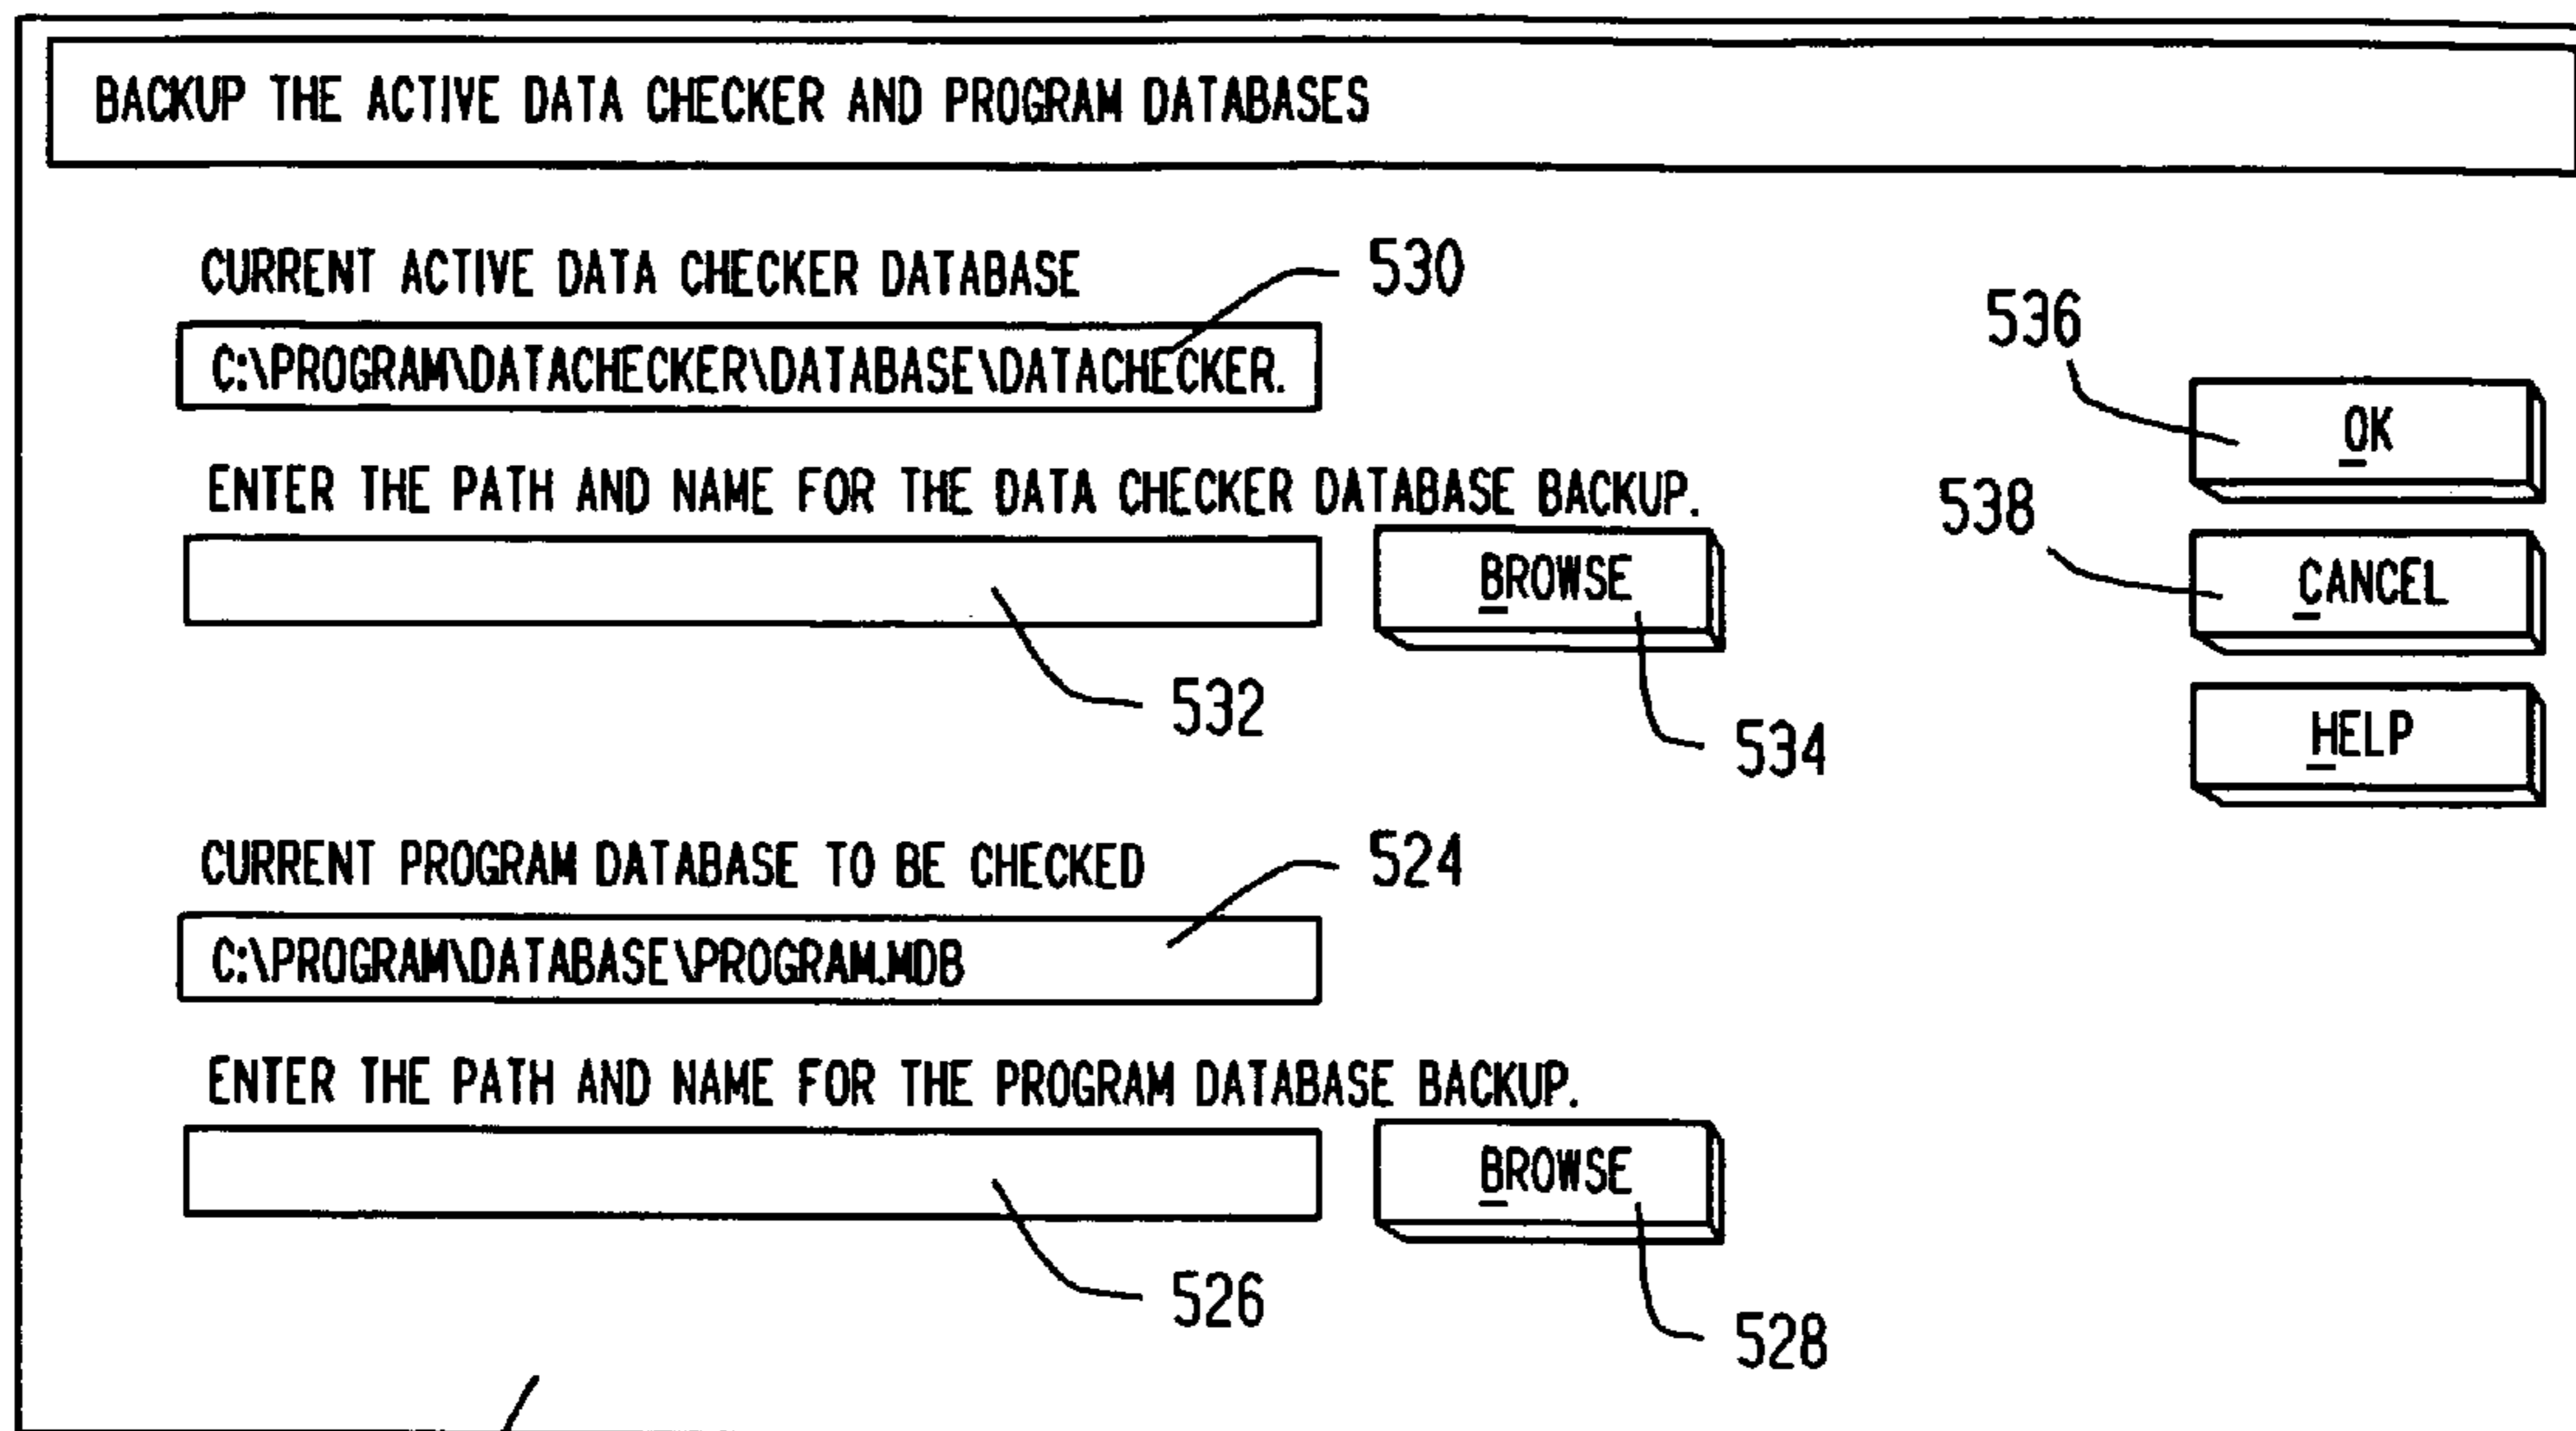 BACKUP THE ACTIVE DATA CHECKER AND PROGRAM DATABASES
CURRENT ACTIVE DATA CHECKER DATABASE
530
C:\PROGRAM\DATACHECKER\DATABASE\DATACHECKER.
536
OK
ENTER THE PATH AND NAME FOR THE DATA CHECKER DATABASE BACKUP.
538
BROWSE
CANCEL
532
534
HELP
CURRENT PROGRAM DATABASE TO BE CHECKED
524
C:\PROGRAM\DATABASE\PROGRAM.MDB
ENTER THE PATH AND NAME FOR THE PROGRAM DATABASE BACKUP.
BROWSE
526
528